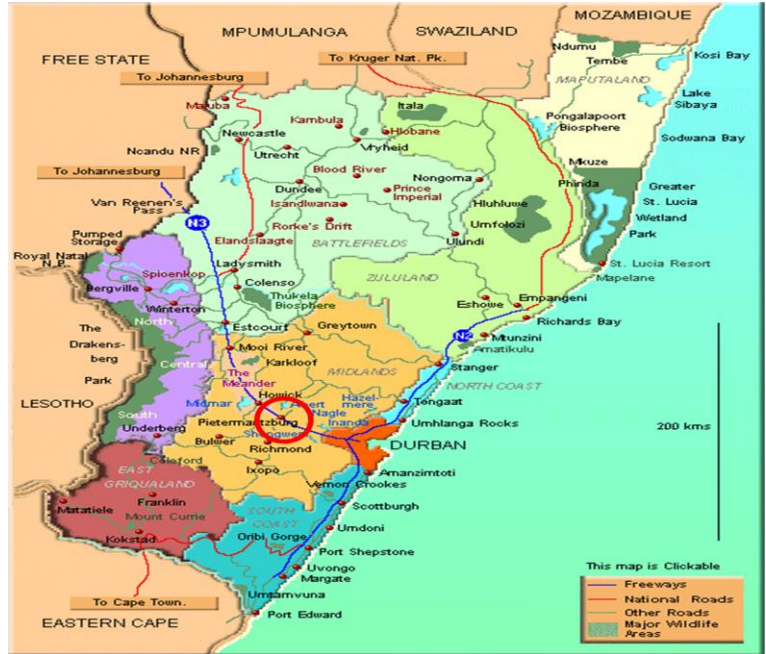 MOZAMBIQUE
MPUMULANGA
SWAZILAND
FREE STATE
To Kruger Nat. Pk.
To Johannesburg
Ndumu
Tembe
Kosi Bay
MAPUTALAND
Lake
Sibaya
Itala
Kambula
Hlobane
Pongalapoort
Biosphere
Newcastle
Vryheid
Sodwana Bay
Ncandu NR
Utrecht
To Johannesburg
Blood River
Nongoma
Mkuze
Dundee
Prince
Imperial
Phinda
Greater
St. Lucia
Wetland
Park
Van Reenen's
Pass
Isandlwana
Hluhluwe
Umfolozi
N3
Rorke's Drift
Pumped
Storage
Elandslaagte
BATTLEFIELDS
Ulundi
Royal Natal
N.P.
Ladysmith
St. Lucia Resort
Mapelane
Spioenkop
Colenso
ZULULAND
Bergville
Thukela
Biosphere
Eshowe
Empangeni
Winterton
North
Estcourt
Greytown
Richards Bay
The
Drakens-
berg
Park
N2
Mtunzini
Amatikulu
Mooi River
Karkloof
MIDLANDS
Central
Stanger
The
Meander
NORTH COAST
LESOTHO
Midmar
Howick
Hazel-
mere
Tongaat
South
Nagle
Inanda
Pietermaritzburg
Umhlanga Rocks
200 kms
Underberg
Bulwer
Richmond
DURBAN
Coleford
Ixopo
Amanzimtoti
EAST
GRIQUALAND
Vernon Crookes
Franklin
Scottburgh
Matatiele
Mount Currie
SOUTH
COAST
Umdoni
Kokstad
Oribi Gorge
Port Shepstone
This map is Clickable
Uvongo
Margate
Freeways
Umtamvuna
National Roads
To Cape Town.
Other Roads
Port Edward
Major Wildlife
Areas
EASTERN CAPE